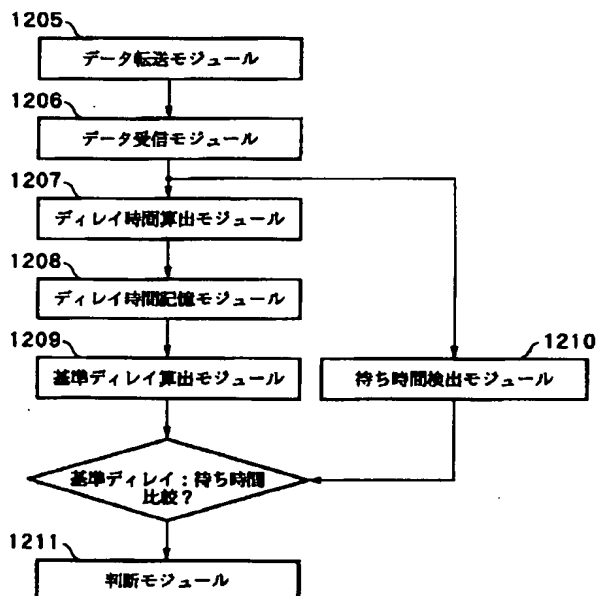 1205
データ転送モジュール
1206
データ受信モジュール
1207
ディレイ時間算出モジュール
1208
ディレイ時間記憶モジュール
1209
基準ディレイ算出モジュール
1210
待ち時間検出モジュール
基準ディレイ：待ち時間
比較？
1211
判断モジュール